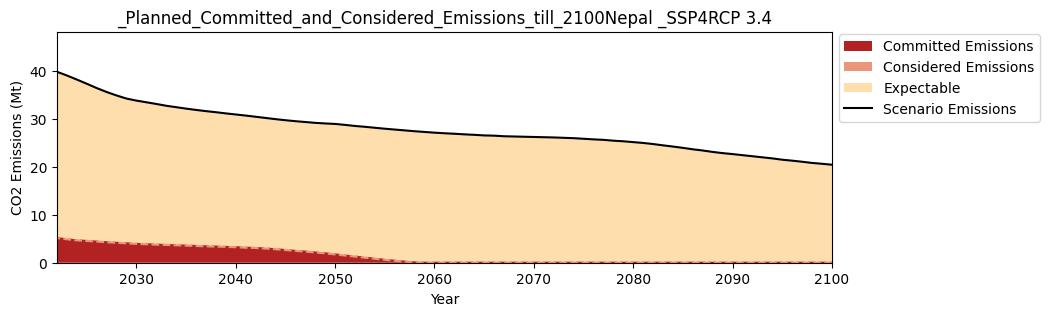 _Planned_Committed_and_Considered_Emissions_till_2100Nepal _SSP4RCP 3.4
40
30
20
10
0
CO2 Emissions (Mt)
2030 2040 2050 2060 2070 2080 2090 2100
Year
Committed Emissions
Considered Emissions
Expectable
Scenario Emissions